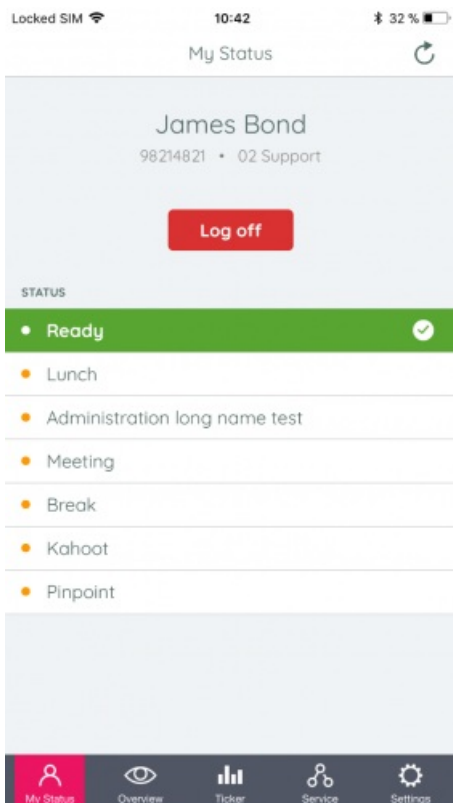 Locked SIM 10:42 32 %
My Status
James Bond
98214821 • 02 Support
Log off
STATUS
Ready
Lunch
Administration long name test
Meeting
Break
Kahoot
Pinpoint
My Status Overview Ticker Service Settings